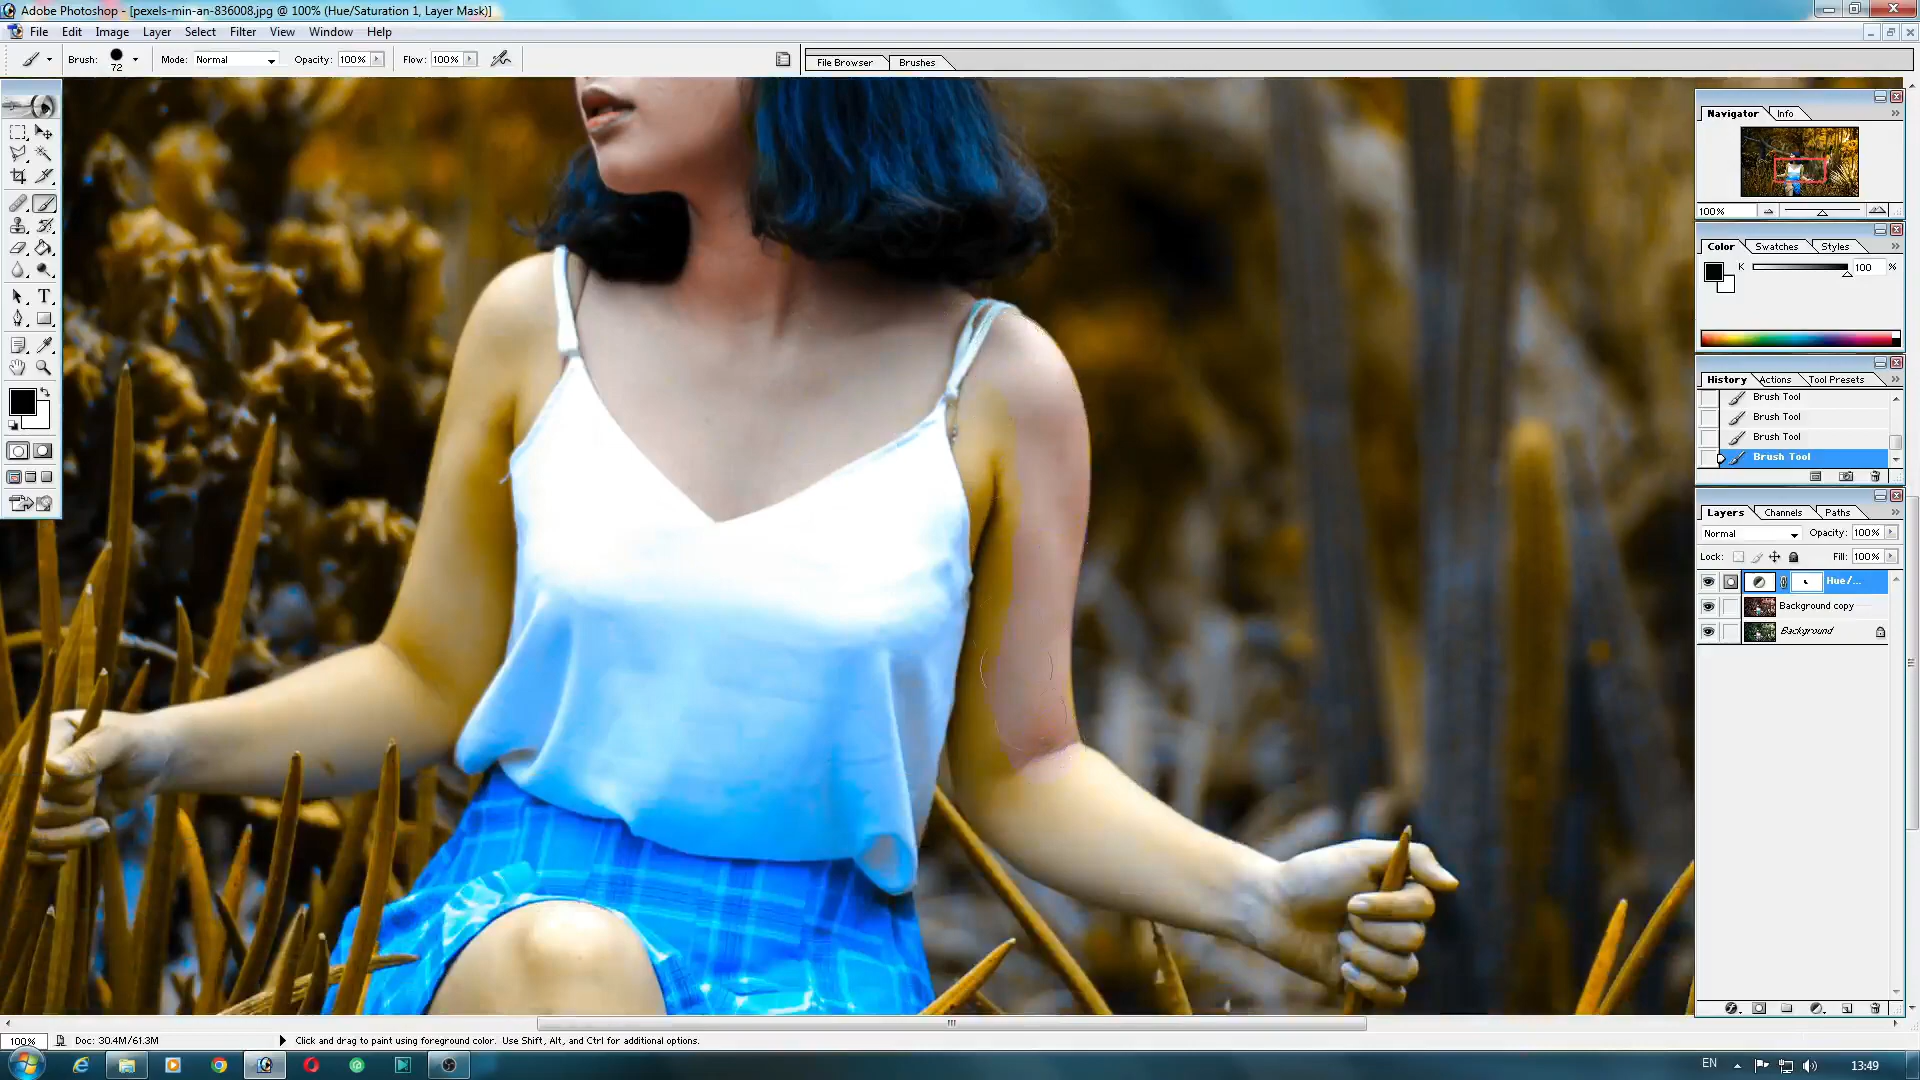 Adobe Photoshop - [pexels-min-an-836008.jpg @ 100% (Hue/Saturation 1, Layer Mask)]
File Edit Image Layer Select Filter View Window Help
Brush: 72 Mode: Normal Opacity: 100% Flow: 100% File Browser Brushes
Navigator Info
100%
Color Swatches Styles
K 100 %
History Actions Tool Presets
Brush Tool
Brush Tool
Brush Tool
Brush Tool
Layers Channels Paths
Normal Opacity: 100%
Lock: Fill: 100%
Hue/...
Background copy
Background
100% Doc: 30.4M/61.3M Click and drag to paint using foreground color. Use Shift, Alt, and Ctrl for additional options.
EN 13:49